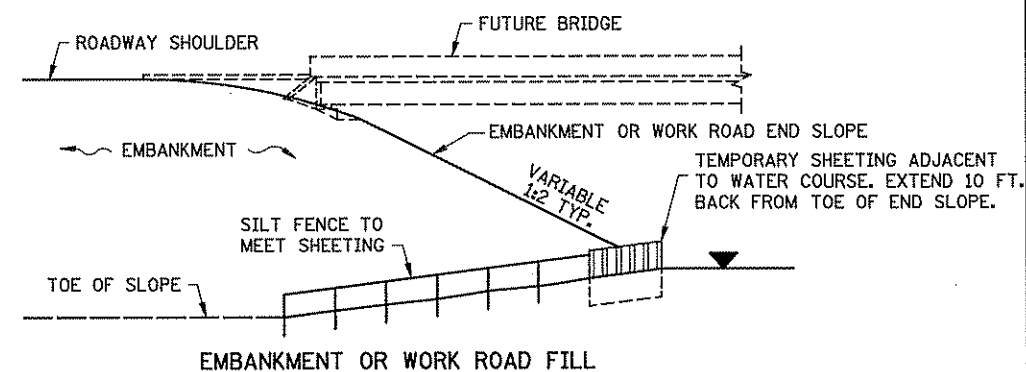 FUTURE BRIDGE
ROADWAY SHOULDER
EMBANKMENT OR WORK ROAD END SLOPE
EMBANKMENT
TEMPORARY SHEETING ADJACENT
TO WATER COURSE. EXTEND 10 FT.
BACK FROM TOE OF END SLOPE.
VARIABLE
1:2 TYP.
SILT FENCE TO
MEET SHEETING
TOE OF SLOPE
EMBANKMENT OR WORK ROAD FILL